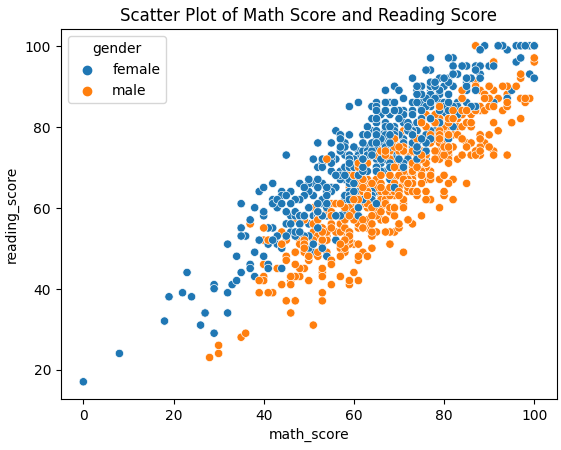 Scatter Plot of Math Score and Reading Score
gender
female
male
reading_score
100
80
60
40
20
0
20
40
60
80
100
math_score